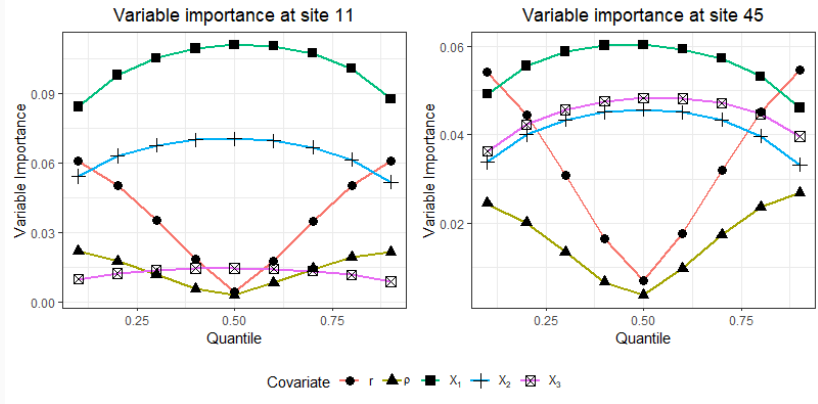 Variable importance at site 11
Variable Importance
0.09
0.06
0.03
0.00
0.25
0.50
0.75
Quantile
Variable importance at site 45
Variable Importance
0.06
0.04
0.02
0.25
0.50
0.75
Quantile
Covariate r ρ X₁ X₂ X₃